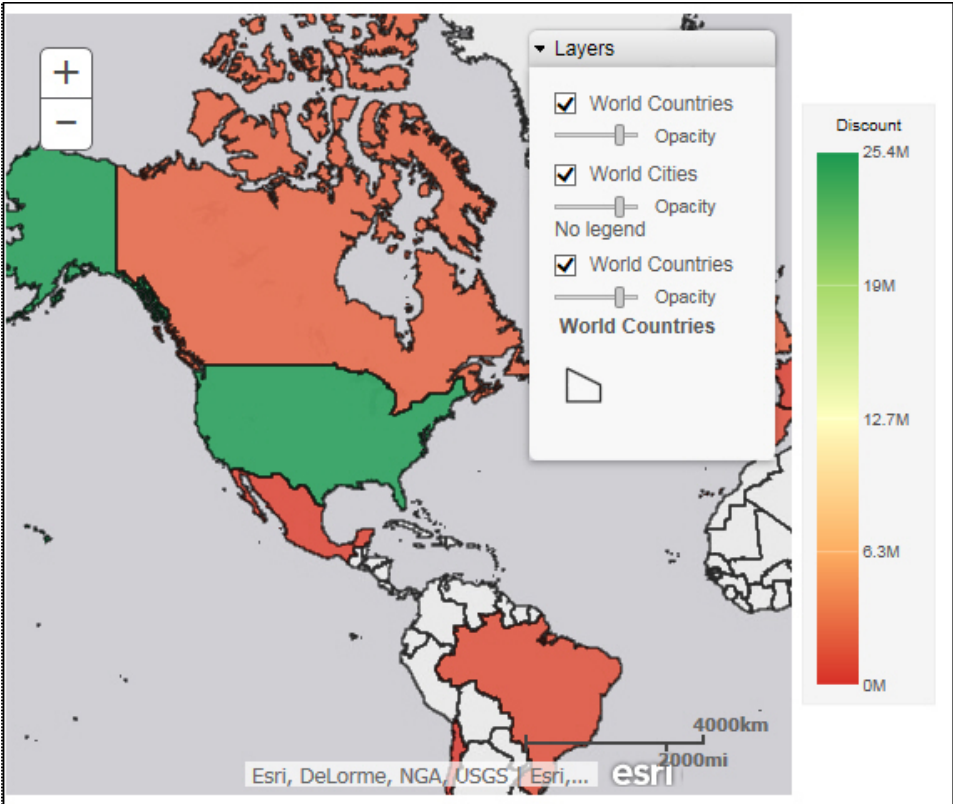 +
−
Layers
World Countries
Opacity
World Cities
Opacity
No legend
World Countries
Opacity
World Countries
Discount
25.4M
19M
12.7M
6.3M
0M
4000km
2000mi
Esri, DeLorme, NGA, USGS | Esri,...
esri